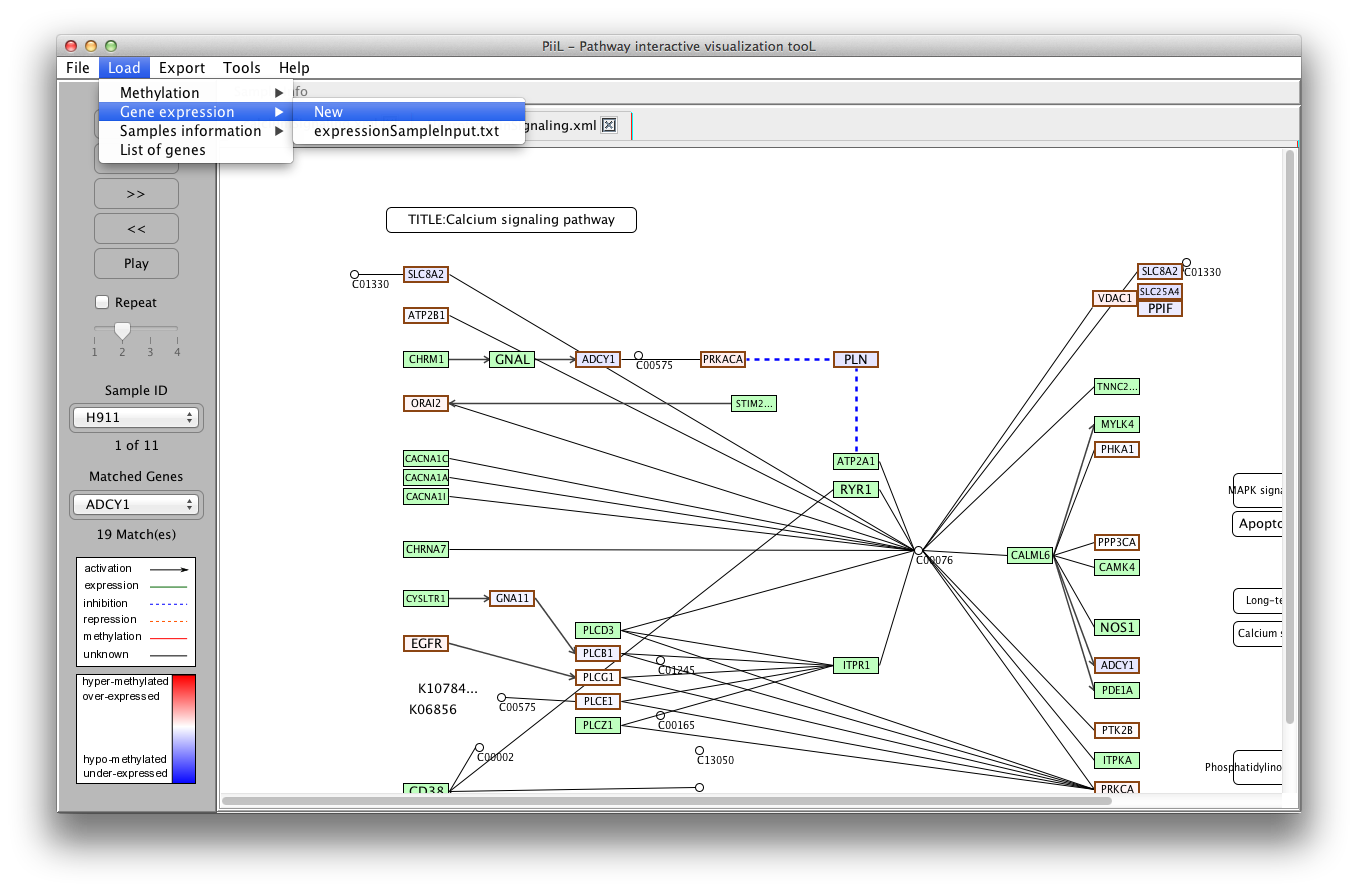 PiiL - Pathway interactive visualization tooL
File Load Export Tools Help
Methylation
Gene expression
Samples information
List of genes
New
expressionSampleInput.txt
fo
gnaling.xml
>>
<<
Play
Repeat
1 2 3 4
Sample ID
H911
1 of 11
Matched Genes
ADCY1
19 Match(es)
activation
expression
inhibition
repression
methylation
unknown
hyper-methylated
over-expressed
hypo-methylated
under-expressed
TITLE:Calcium signaling pathway
C01330
SLC8A2
ATP2B1
CHRM1
GNAL
ADCY1
C00575
PRKACA
PLN
ORAI2
STIM2...
CACNA1C
CACNA1A
CACNA1I
ATP2A1
RYR1
CHRNA7
C00076
CALML6
CYSLTR1
GNA11
EGFR
PLCD3
PLCB1
PLCG1
PLCE1
PLCZ1
C01245
ITPR1
K10784...
K06856
C00575
C00165
C00002
C13050
CD38
SLC8A2
C01330
VDAC1
SLC25A4
PPIF
TNNC2...
MYLK4
PHKA1
PPP3CA
CAMK4
NOS1
ADCY1
PDE1A
PTK2B
ITPKA
PRKCA
MAPK signa
Apopto
Long-te
Calcium s
Phosphatidylino